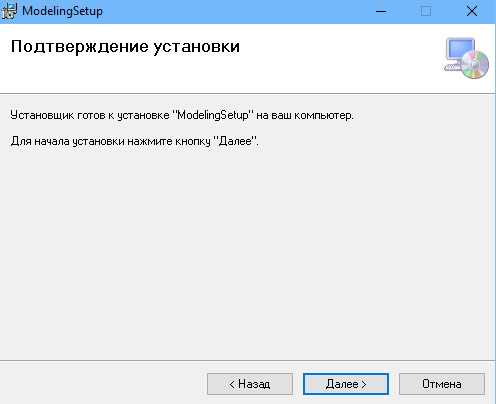 ModelingSetup
Подтверждение установки
Установщик готов к установке "ModelingSetup" на ваш компьютер.
Для начала установки нажмите кнопку "Далее".
< Назад
Далее >
Отмена